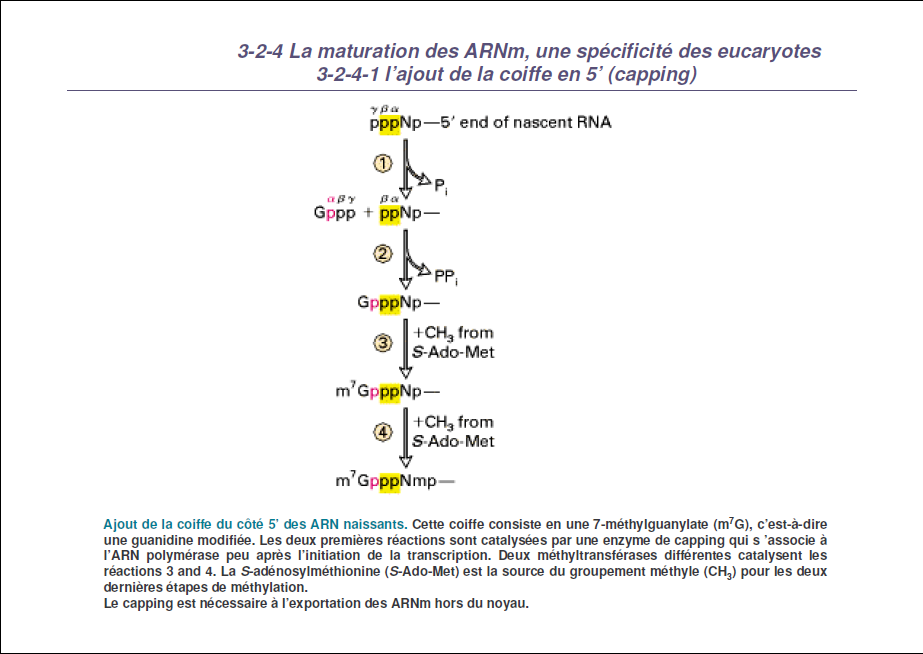 3-2-4 La maturation des ARNm, une spécificité des eucaryotes
3-2-4-1 l’ajout de la coiffe en 5’ (capping)
γ β α
pppNp—5′ end of nascent RNA
1
Pi
α β γ β α
Gppp + ppNp—
2
PPi
GpppNp—
3
+CH3 from
S-Ado-Met
m7GpppNp—
4
+CH3 from
S-Ado-Met
m7GpppNmp—
Ajout de la coiffe du côté 5’ des ARN naissants. Cette coiffe consiste en une 7-méthylguanylate (m7G), c’est-à-dire
une guanidine modifiée. Les deux premières réactions sont catalysées par une enzyme de capping qui s ’associe à
l’ARN polymérase peu après l’initiation de la transcription. Deux méthyltransférases différentes catalysent les
réactions 3 and 4. La S-adénosylméthionine (S-Ado-Met) est la source du groupement méthyle (CH3) pour les deux
dernières étapes de méthylation.
Le capping est nécessaire à l’exportation des ARNm hors du noyau.